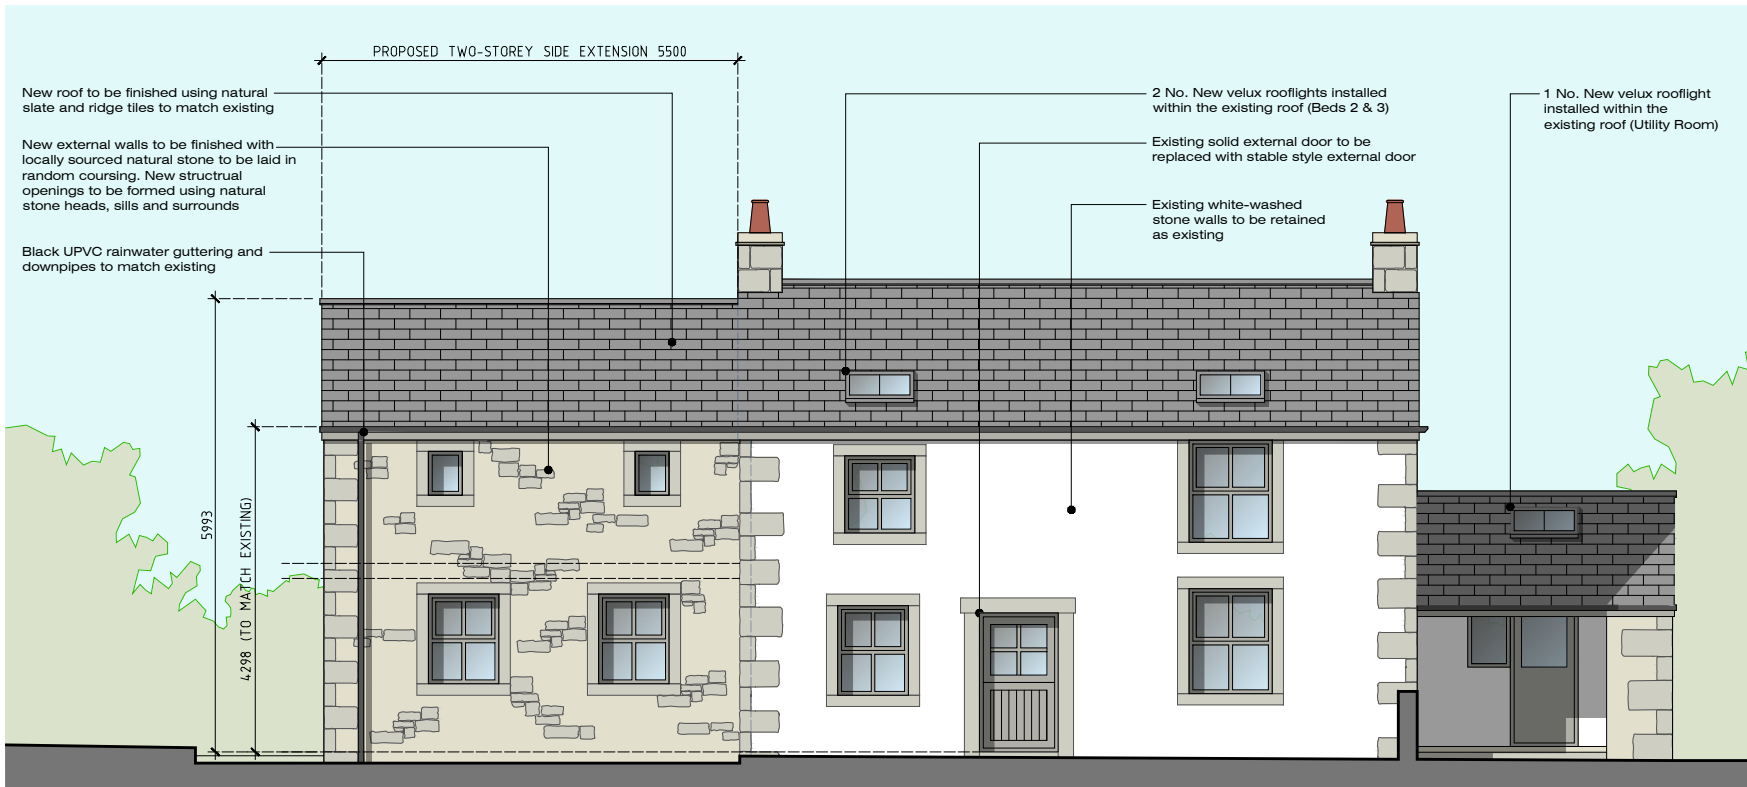 PROPOSED TWO-STOREY SIDE EXTENSION 5500
New roof to be finished using natural
slate and ridge tiles to match existing
New external walls to be finished with
locally sourced natural stone to be laid in
random coursing. New structrual
openings to be formed using natural
stone heads, sills and surrounds
Black UPVC rainwater guttering and
downpipes to match existing
2 No. New velux rooflights installed
within the existing roof (Beds 2 & 3)
Existing solid external door to be
replaced with stable style external door
Existing white-washed
stone walls to be retained
as existing
1 No. New velux rooflight
installed within the
existing roof (Utility Room)
5993
4298 (TO MATCH EXISTING)